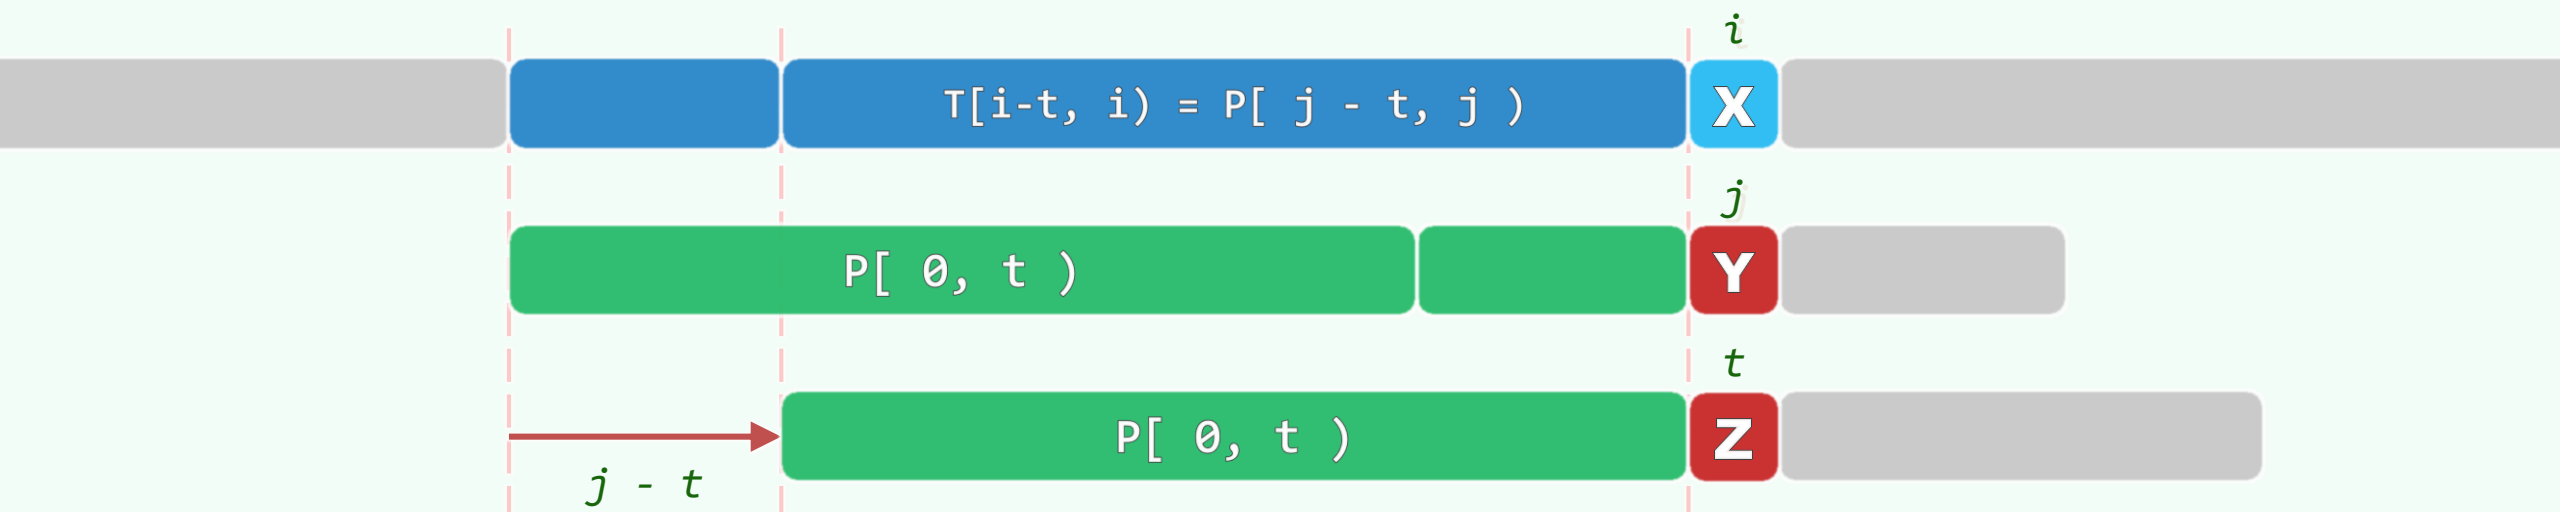 i
T[i-t, i) = P[ j - t, j ) X
j
P[ 0, t ) Y
t
P[ 0, t ) Z
j - t